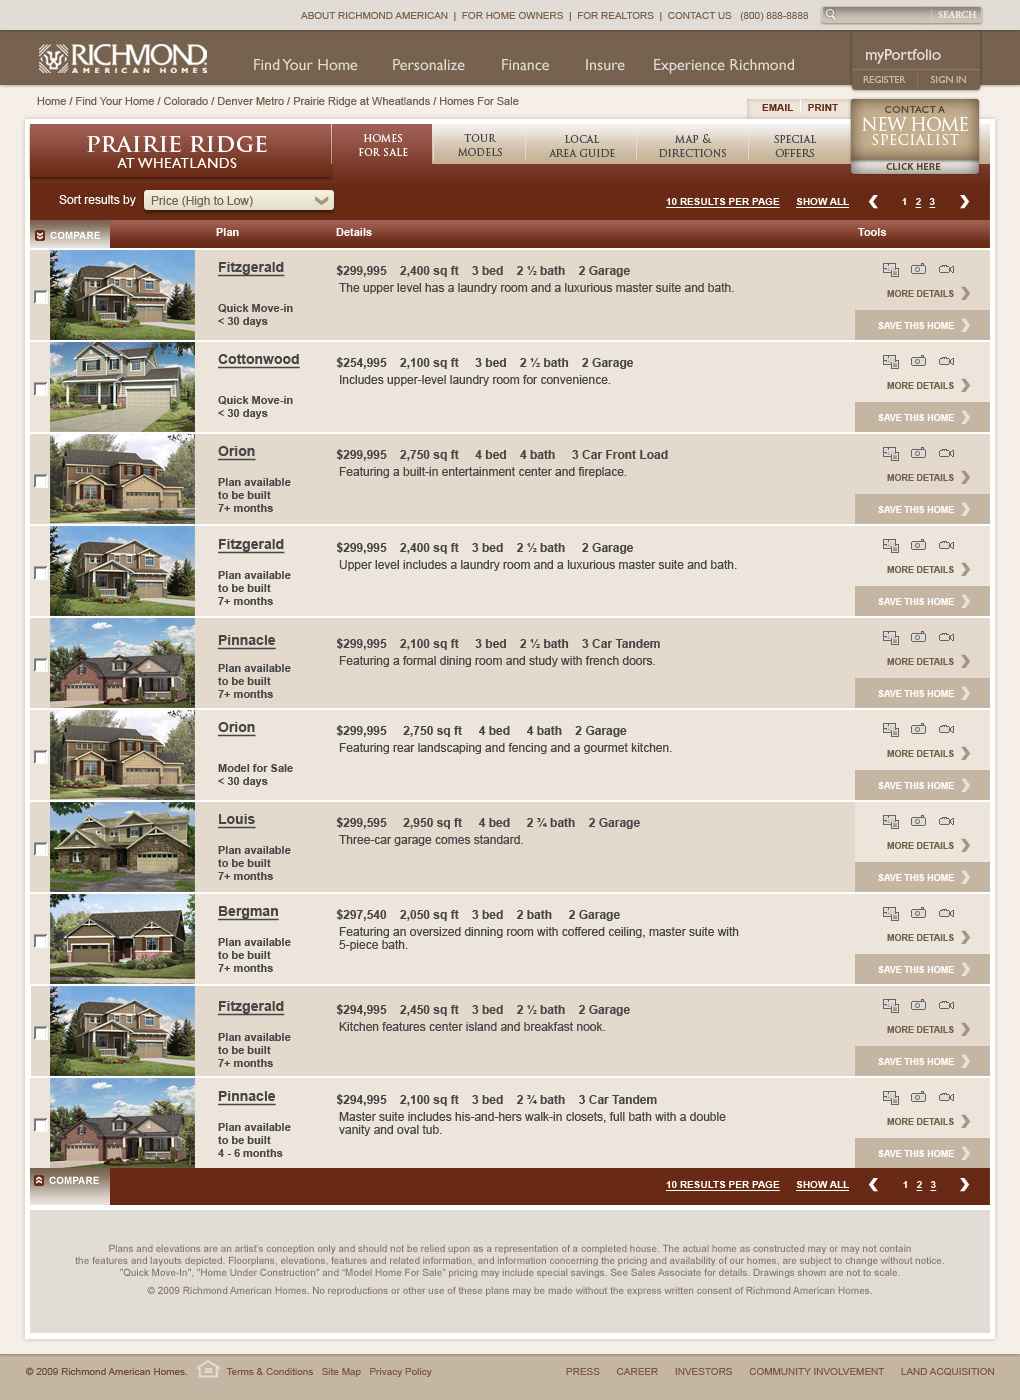 ABOUT RICHMOND AMERICAN | FOR HOME OWNERS | FOR REALTORS | CONTACT US (800) 888-8888 SEARCH
RICHMOND
AMERICAN HOMES
Find Your Home Personalize Finance Insure Experience Richmond
myPortfolio
REGISTER SIGN IN
Home / Find Your Home / Colorado / Denver Metro / Prairie Ridge at Wheatlands / Homes For Sale
EMAIL PRINT
CONTACT A
NEW HOME
SPECIALIST
CLICK HERE
PRAIRIE RIDGE
AT WHEATLANDS
HOMES
FOR SALE
TOUR
MODELS
LOCAL
AREA GUIDE
MAP &
DIRECTIONS
SPECIAL
OFFERS
Sort results by Price (High to Low)
10 RESULTS PER PAGE SHOW ALL 1 2 3
COMPARE Plan Details Tools
Fitzgerald
Quick Move-in
< 30 days
$299,995 2,400 sq ft 3 bed 2 ½ bath 2 Garage
The upper level has a laundry room and a luxurious master suite and bath.
MORE DETAILS
SAVE THIS HOME
Cottonwood
Quick Move-in
< 30 days
$254,995 2,100 sq ft 3 bed 2 ½ bath 2 Garage
Includes upper-level laundry room for convenience.
MORE DETAILS
SAVE THIS HOME
Orion
Plan available
to be built
7+ months
$299,995 2,750 sq ft 4 bed 4 bath 3 Car Front Load
Featuring a built-in entertainment center and fireplace.
MORE DETAILS
SAVE THIS HOME
Fitzgerald
Plan available
to be built
7+ months
$299,995 2,400 sq ft 3 bed 2 ½ bath 2 Garage
Upper level includes a laundry room and a luxurious master suite and bath.
MORE DETAILS
SAVE THIS HOME
Pinnacle
Plan available
to be built
7+ months
$299,995 2,100 sq ft 3 bed 2 ½ bath 3 Car Tandem
Featuring a formal dining room and study with french doors.
MORE DETAILS
SAVE THIS HOME
Orion
Model for Sale
< 30 days
$299,995 2,750 sq ft 4 bed 4 bath 2 Garage
Featuring rear landscaping and fencing and a gourmet kitchen.
MORE DETAILS
SAVE THIS HOME
Louis
Plan available
to be built
7+ months
$299,595 2,950 sq ft 4 bed 2 ¾ bath 2 Garage
Three-car garage comes standard.
MORE DETAILS
SAVE THIS HOME
Bergman
Plan available
to be built
7+ months
$297,540 2,050 sq ft 3 bed 2 bath 2 Garage
Featuring an oversized dinning room with coffered ceiling, master suite with
5-piece bath.
MORE DETAILS
SAVE THIS HOME
Fitzgerald
Plan available
to be built
7+ months
$294,995 2,450 sq ft 3 bed 2 ½ bath 2 Garage
Kitchen features center island and breakfast nook.
MORE DETAILS
SAVE THIS HOME
Pinnacle
Plan available
to be built
4 - 6 months
$294,995 2,100 sq ft 3 bed 2 ¾ bath 3 Car Tandem
Master suite includes his-and-hers walk-in closets, full bath with a double
vanity and oval tub.
MORE DETAILS
SAVE THIS HOME
COMPARE 10 RESULTS PER PAGE SHOW ALL 1 2 3
Plans and elevations are an artist's conception only and should not be relied upon as a representation of a completed house. The actual home as constructed may or may not contain
the features and layouts depicted. Floorplans, elevations, features and related information, and information concerning the pricing and availability of our homes, are subject to change without notice.
"Quick Move-In", "Home Under Construction" and “Model Home For Sale” pricing may include special savings. See Sales Associate for details. Drawings shown are not to scale.
© 2009 Richmond American Homes. No reproductions or other use of these plans may be made without the express written consent of Richmond American Homes.
© 2009 Richmond American Homes. Terms & Conditions Site Map Privacy Policy PRESS CAREER INVESTORS COMMUNITY INVOLVEMENT LAND ACQUISITION